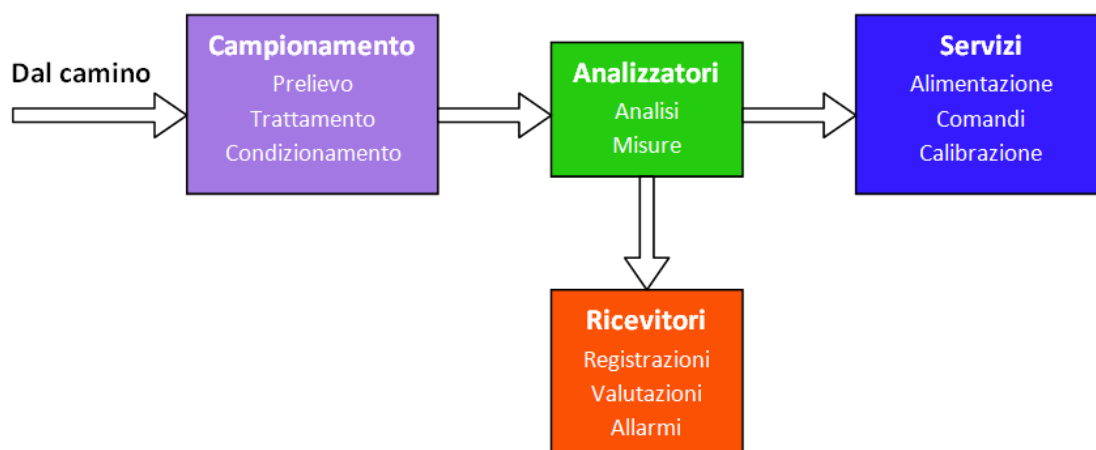 Dal camino
Campionamento
Prelievo
Trattamento
Condizionamento
Analizzatori
Analisi
Misure
Servizi
Alimentazione
Comandi
Calibrazione
Ricevitori
Registrazioni
Valutazioni
Allarmi